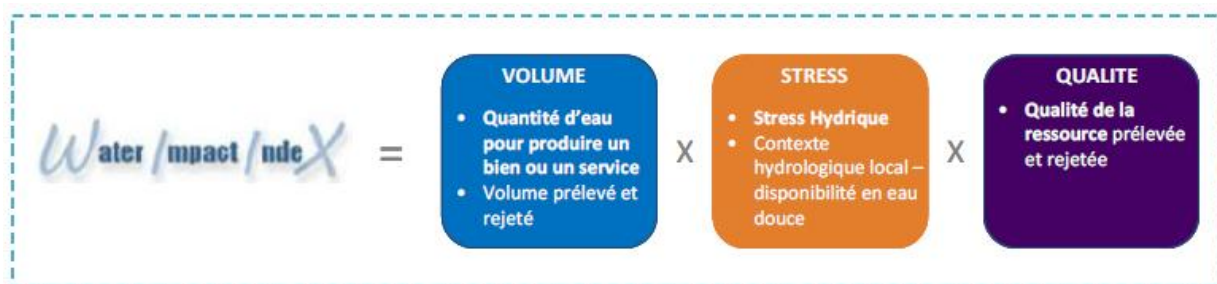 Water Impact IndeX
=
VOLUME
• Quantité d'eau
pour produire un
bien ou un service
• Volume prélevé et
rejeté
X
STRESS
• Stress Hydrique
• Contexte
hydrologique local –
disponibilité en eau
douce
X
QUALITE
• Qualité de la
ressource prélevée
et rejetée